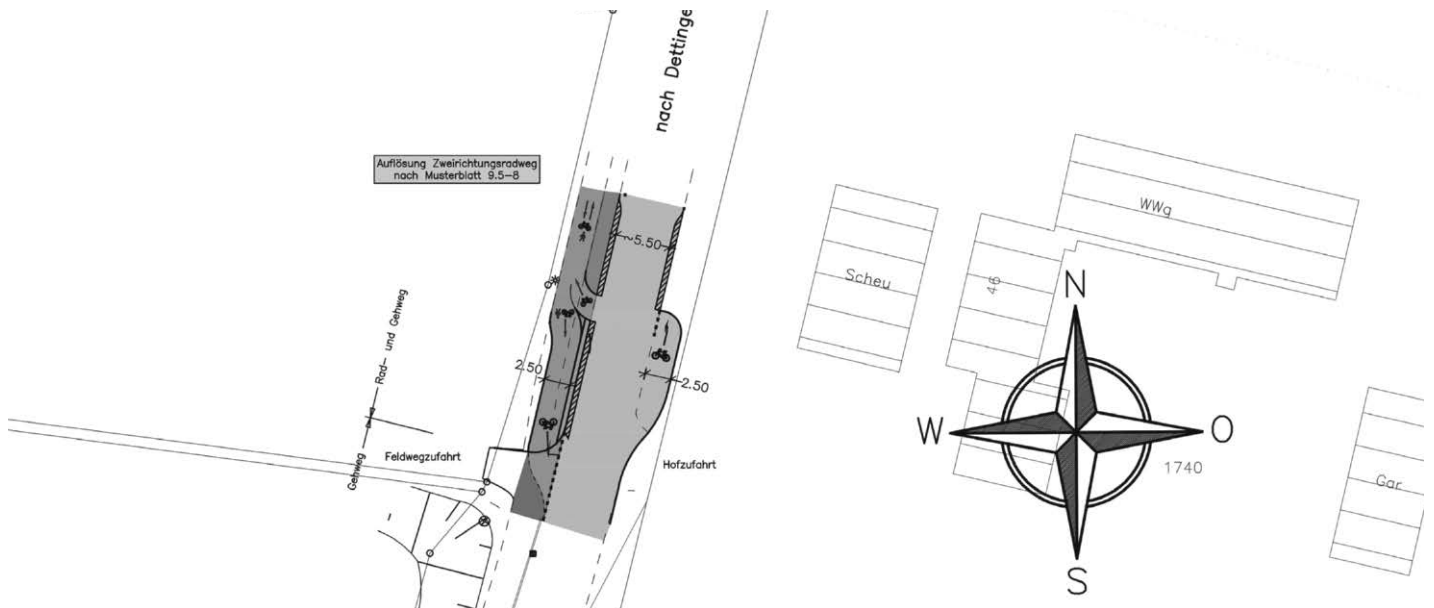 nach Dettinge
Auflösung Zweirichtungsradweg
nach Musterblatt 9.5-8
~5.50
2.50
2.50
Rad- und Gehweg
Gehweg
Feldwegzufahrt
Hofzufahrt
WWg
Scheu
46
N
W
O
S
1740
Gar